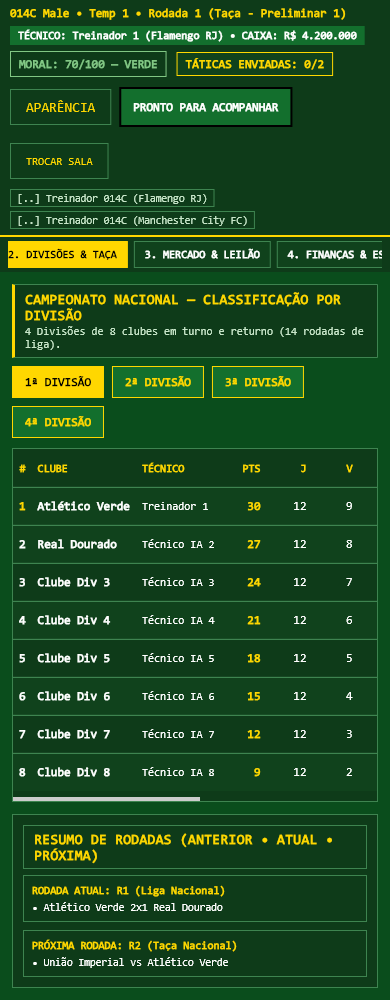 014C Male • Temp 1 • Rodada 1 (Taça - Preliminar 1)
TÉCNICO: Treinador 1 (Flamengo RJ) • CAIXA: R$ 4.200.000
MORAL: 70/100 — VERDE
TÁTICAS ENVIADAS: 0/2
APARÊNCIA
PRONTO PARA ACOMPANHAR
TROCAR SALA
[..] Treinador 014C (Flamengo RJ)
[..] Treinador 014C (Manchester City FC)
2. DIVISÕES & TAÇA
3. MERCADO & LEILÃO
4. FINANÇAS & ES
CAMPEONATO NACIONAL — CLASSIFICAÇÃO POR
DIVISÃO
4 Divisões de 8 clubes em turno e returno (14 rodadas de
liga).
1ª DIVISÃO
2ª DIVISÃO
3ª DIVISÃO
4ª DIVISÃO
# CLUBE TÉCNICO PTS J V
1 Atlético Verde Treinador 1 30 12 9
2 Real Dourado Técnico IA 2 27 12 8
3 Clube Div 3 Técnico IA 3 24 12 7
4 Clube Div 4 Técnico IA 4 21 12 6
5 Clube Div 5 Técnico IA 5 18 12 5
6 Clube Div 6 Técnico IA 6 15 12 4
7 Clube Div 7 Técnico IA 7 12 12 3
8 Clube Div 8 Técnico IA 8 9 12 2
RESUMO DE RODADAS (ANTERIOR • ATUAL •
PRÓXIMA)
RODADA ATUAL: R1 (Liga Nacional)
• Atlético Verde 2x1 Real Dourado
PRÓXIMA RODADA: R2 (Taça Nacional)
• União Imperial vs Atlético Verde